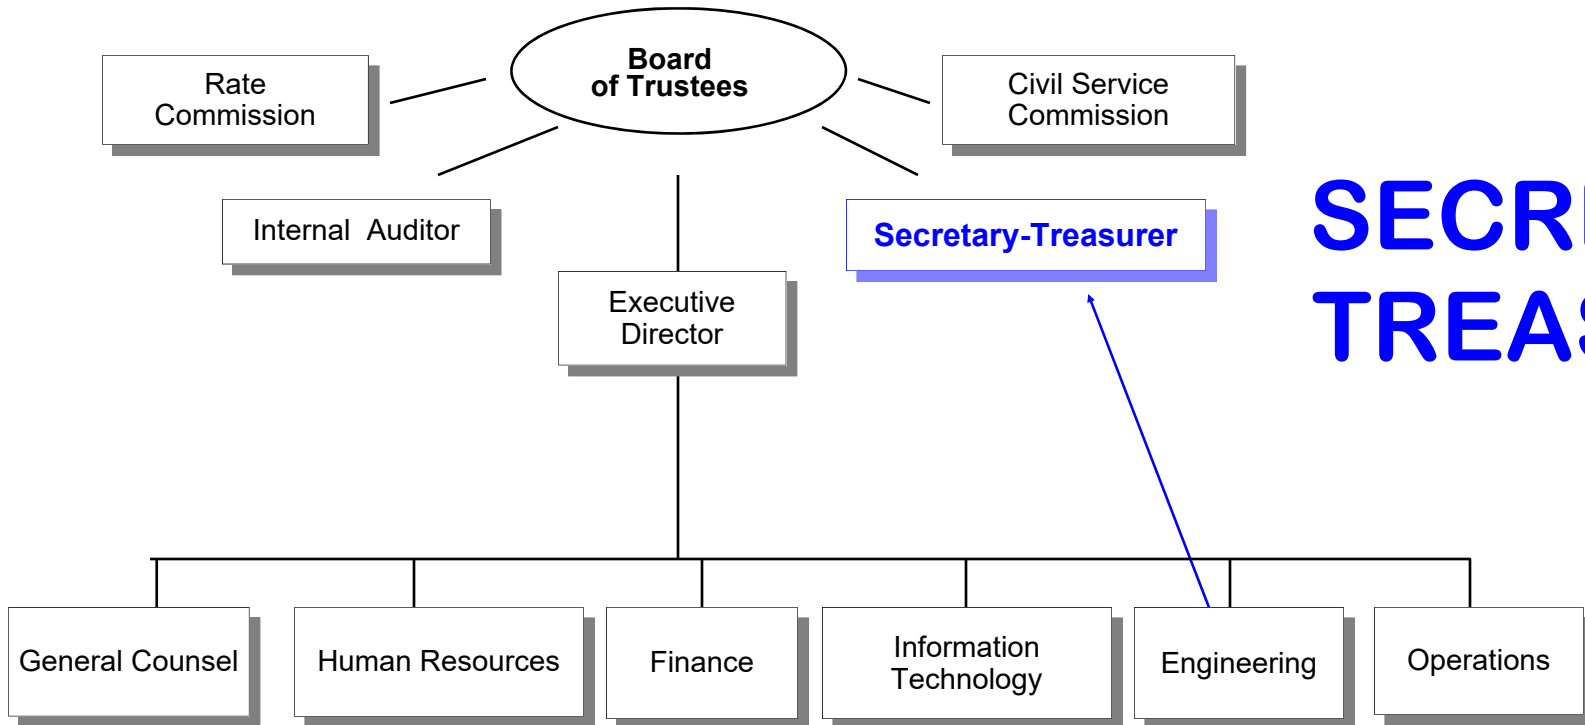 Board
of Trustees
Rate
Commission
Civil Service
Commission
Internal Auditor
Secretary-Treasurer
Executive
Director
General Counsel
Human Resources
Finance
Information
Technology
Engineering
Operations